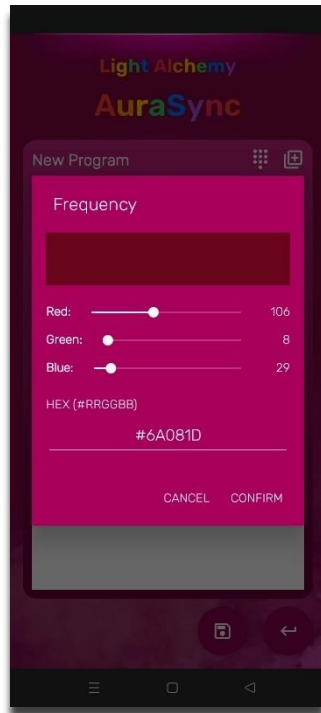 Light Alchemy
AuraSync
New Program
Frequency
Red: 106
Green: 8
Blue: 29
HEX (#RRGGBB)
#6A081D
CANCEL CONFIRM